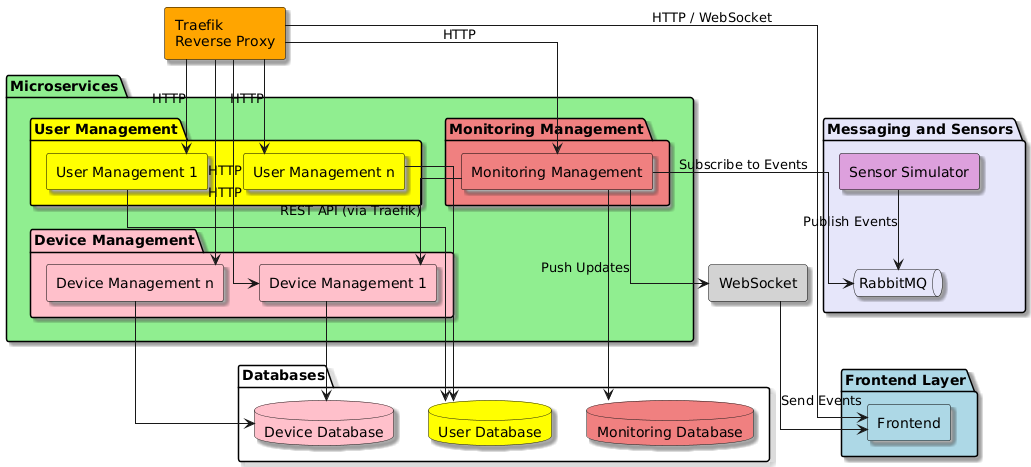 Traefik
Reverse Proxy
HTTP / WebSocket
HTTP
Microservices
HTTP
HTTP
User Management
Monitoring Management
Messaging and Sensors
User Management 1
HTTP
User Management n
Monitoring Management
Subscribe to Events
Sensor Simulator
HTTP
REST API (via Traefik)
Publish Events
Device Management
Device Management n
Device Management 1
Push Updates
WebSocket
RabbitMQ
Databases
Frontend Layer
Send Events
Device Database
User Database
Monitoring Database
Frontend